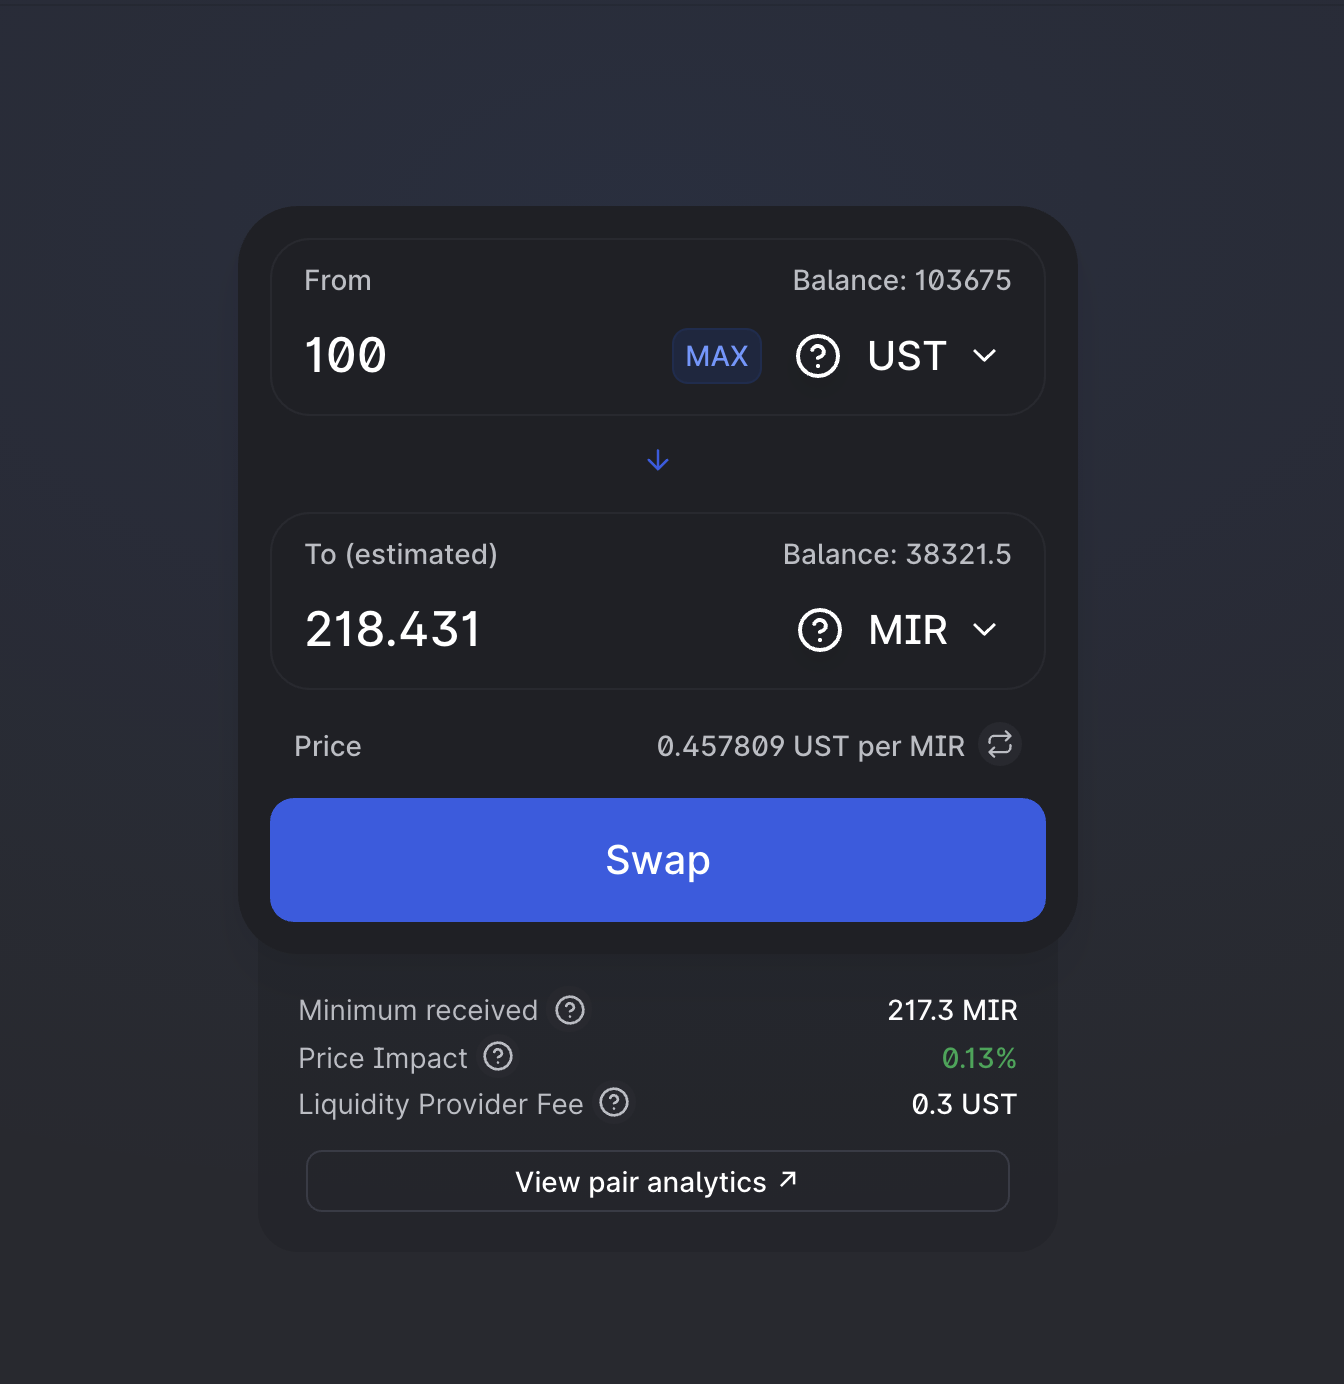 From Balance: 103675
100 MAX UST
To (estimated) Balance: 38321.5
218.431 MIR
Price 0.457809 UST per MIR
Swap
Minimum received 217.3 MIR
Price Impact 0.13%
Liquidity Provider Fee 0.3 UST
View pair analytics ↗